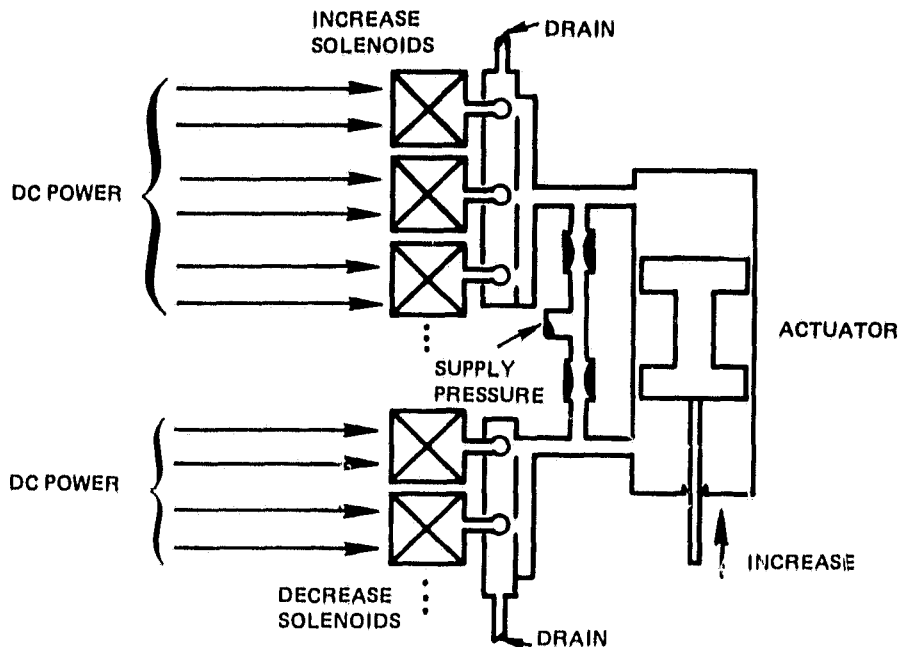 INCREASE
SOLENOIDS
DRAIN
DC POWER
SUPPLY
PRESSURE
ACTUATOR
DC POWER
INCREASE
DECREASE
SOLENOIDS
DRAIN